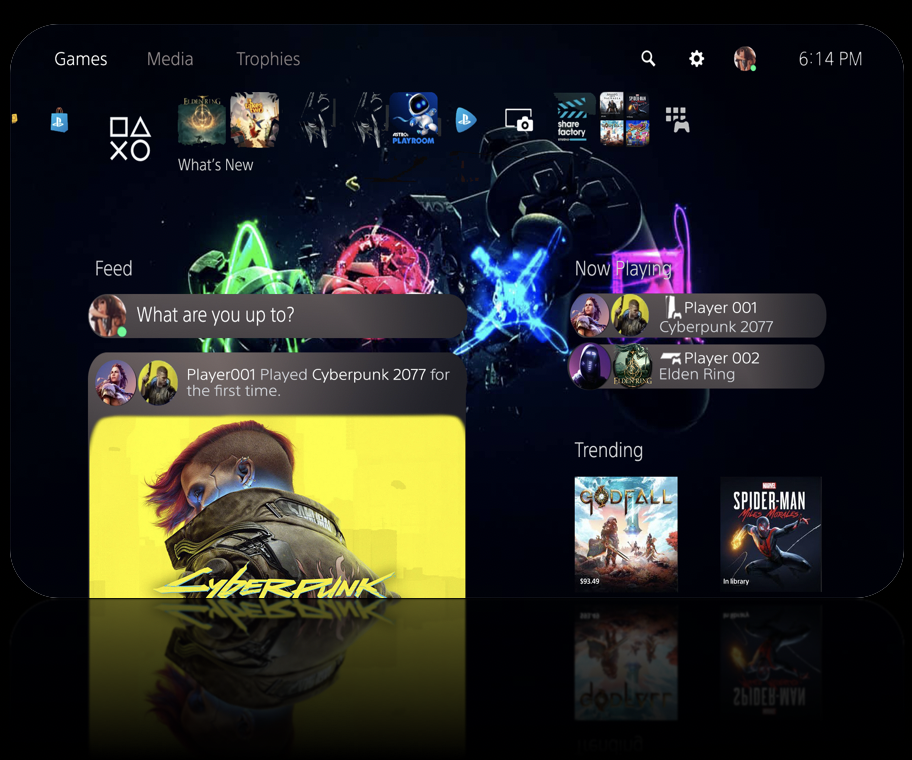 Games
Media
Trophies
6:14 PM
ELDEN RING
ASTRO's
PLAYROOM
share
factory
What's New
Feed
What are you up to?
Player001 Played Cyberpunk 2077 for
the first time.
CYBERPUNK
Now Playing
Player 001
Cyberpunk 2077
Player 002
Elden Ring
ELDEN RING
Trending
GODFALL
$93.49
MARVEL
SPIDER-MAN
MILES MORALES
In library